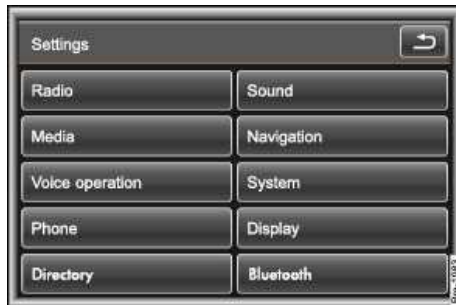 Settings
Radio
Sound
Media
Navigation
Voice operation
System
Phone
Display
Directory
Bluetooth